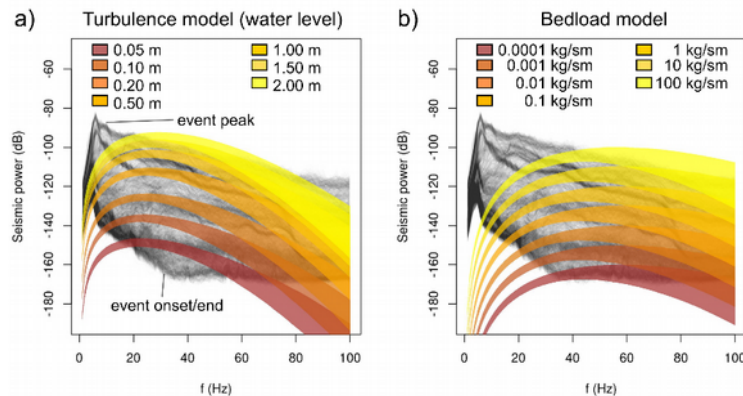 a) Turbulence model (water level)
0.05 m
0.10 m
0.20 m
0.50 m
1.00 m
1.50 m
2.00 m
event peak
event onset/end
Seismic power (dB)
-60
-80
-100
-120
-140
-160
-180
0 20 40 60 80 100
f (Hz)
b) Bedload model
0.0001 kg/sm
0.001 kg/sm
0.01 kg/sm
0.1 kg/sm
1 kg/sm
10 kg/sm
100 kg/sm
Seismic power (dB)
-60
-80
-100
-120
-140
-160
-180
0 20 40 60 80 100
f (Hz)